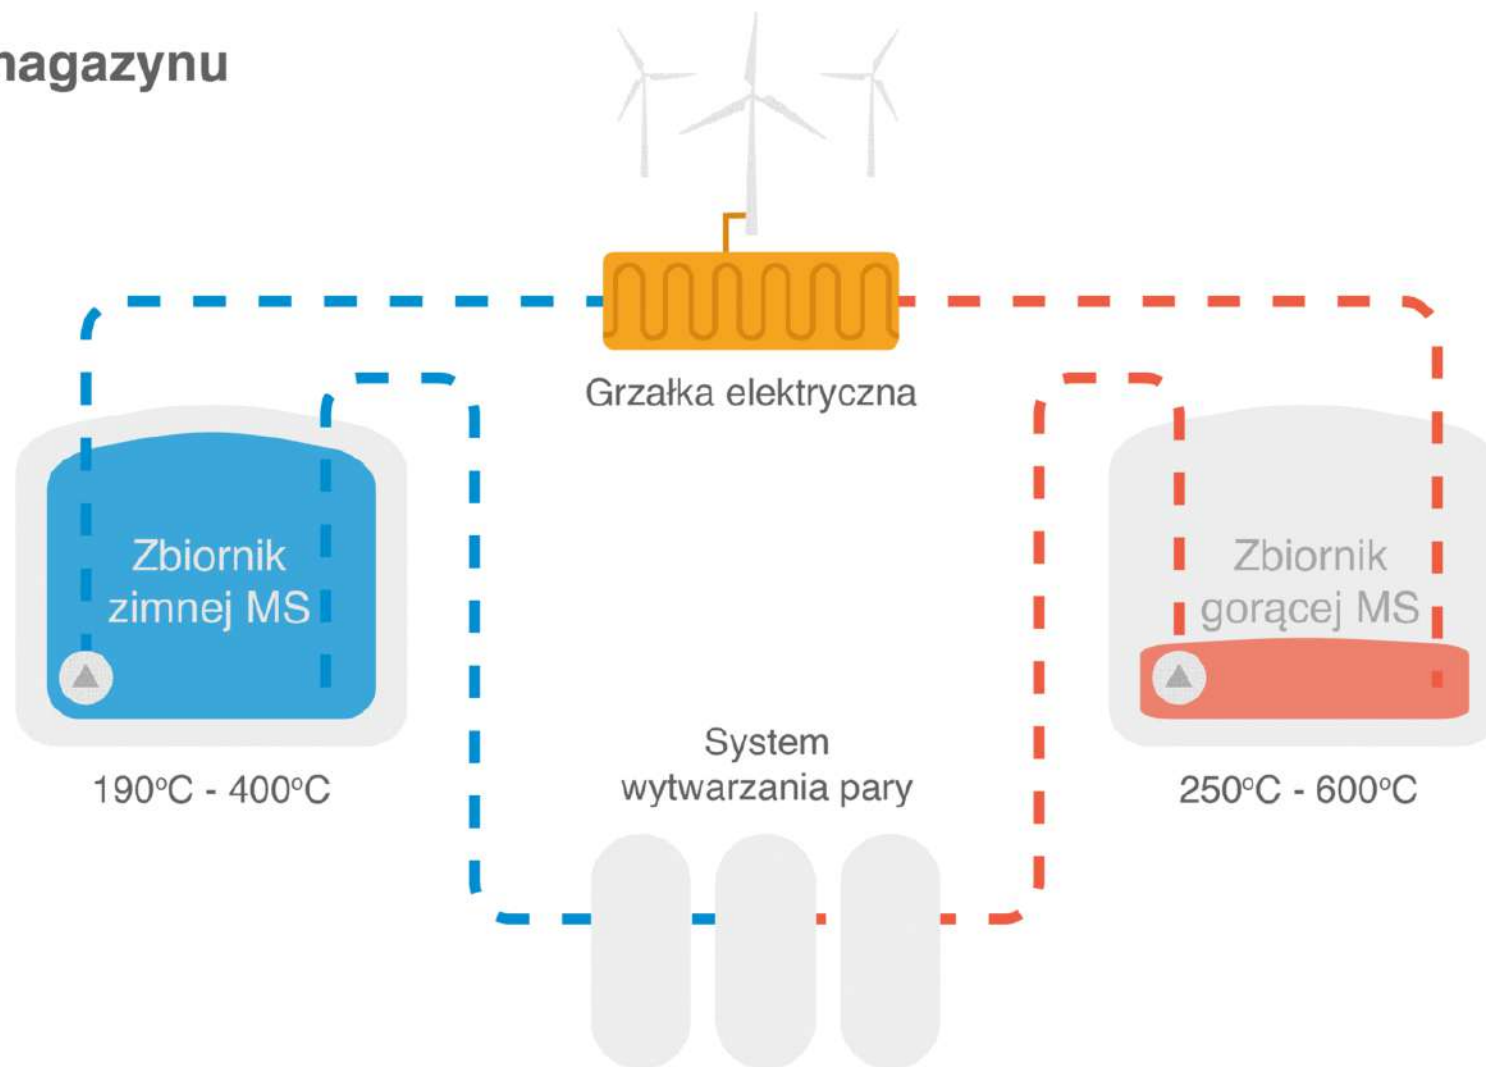 magazynu
Grzałka elektryczna
Zbiornik
zimnej MS
Zbiornik
gorącej MS
190°C - 400°C
System
wytwarzania pary
250°C - 600°C